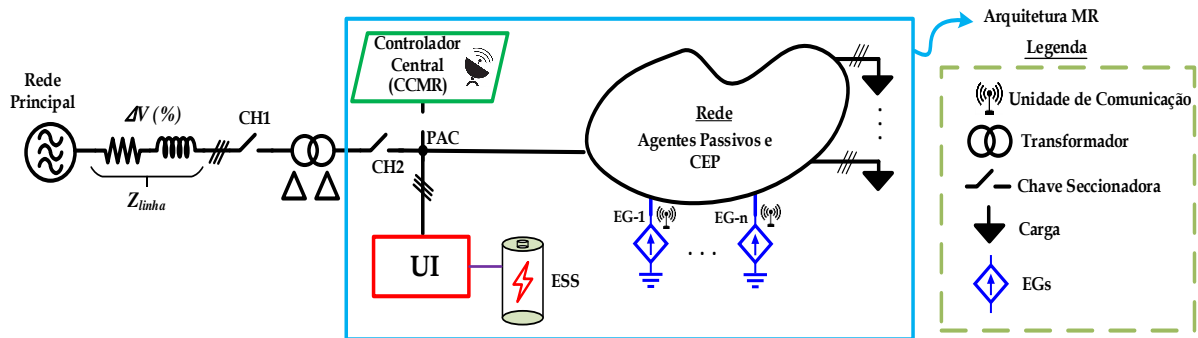 Rede
Principal
ΔV (%)
Zlinha
CH1
CH2
Controlador
Central
(CCMR)
PAC
UI
ESS
Rede
Agentes Passivos e
CEP
EG-1
EG-n
. . .
Arquitetura MR
Legenda
Unidade de Comunicação
Transformador
Chave Seccionadora
Carga
EGs